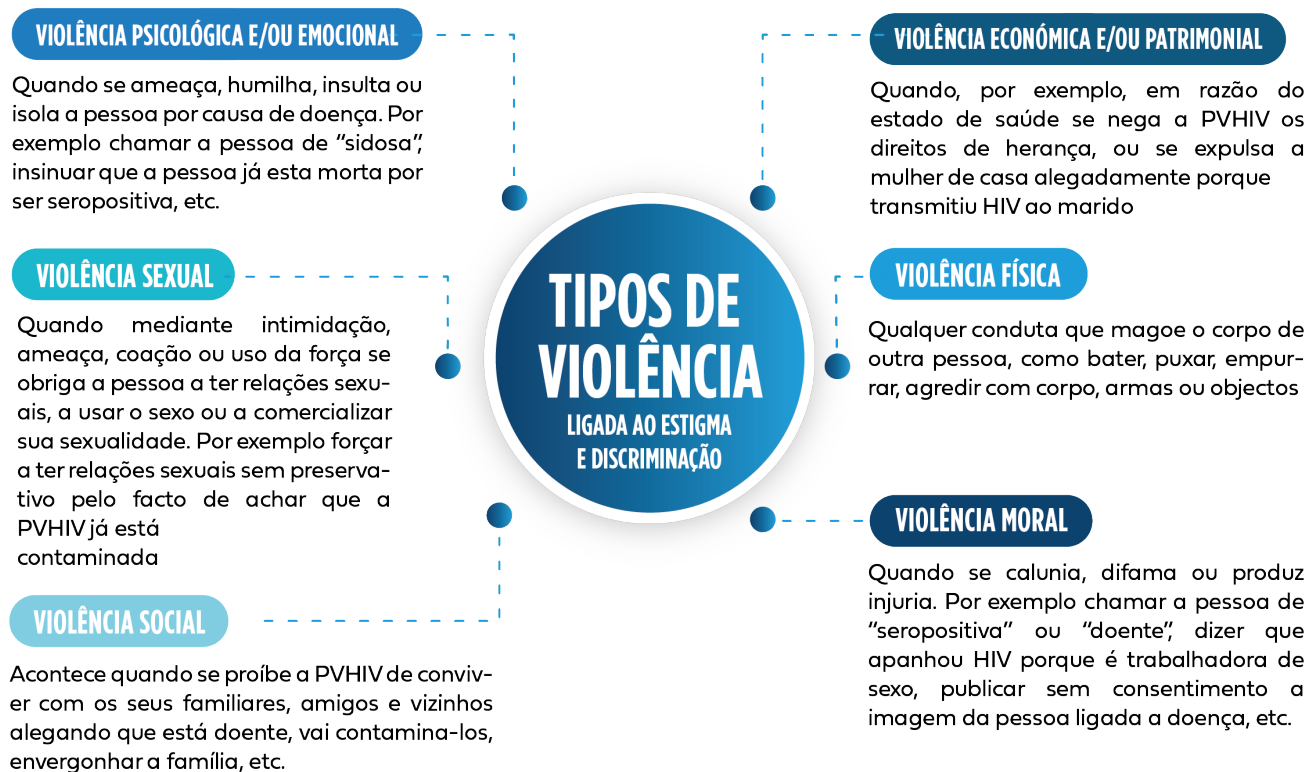 VIOLÊNCIA PSICOLÓGICA E/OU EMOCIONAL
Quando se ameaça, humilha, insulta ou
isola a pessoa por causa de doença. Por
exemplo chamar a pessoa de “sidosa”,
insinuar que a pessoa já esta morta por
ser seropositiva, etc.
VIOLÊNCIA SEXUAL
Quando mediante intimidação,
ameaça, coação ou uso da força se
obriga a pessoa a ter relações sexu-
ais, a usar o sexo ou a comercializar
sua sexualidade. Por exemplo forçar
a ter relações sexuais sem preserva-
tivo pelo facto de achar que a
PVHIV já está
contaminada
VIOLÊNCIA SOCIAL
Acontece quando se proíbe a PVHIV de conviv-
er com os seus familiares, amigos e vizinhos
alegando que está doente, vai contamina-los,
envergonhar a família, etc.
TIPOS DE
VIOLÊNCIA
LIGADA AO ESTIGMA
E DISCRIMINAÇÃO
VIOLÊNCIA ECONÓMICA E/OU PATRIMONIAL
Quando, por exemplo, em razão do
estado de saúde se nega a PVHIV os
direitos de herança, ou se expulsa a
mulher de casa alegadamente porque
transmitiu HIV ao marido
VIOLÊNCIA FÍSICA
Qualquer conduta que magoe o corpo de
outra pessoa, como bater, puxar, empur-
rar, agredir com corpo, armas ou objectos
VIOLÊNCIA MORAL
Quando se calunia, difama ou produz
injuria. Por exemplo chamar a pessoa de
“seropositiva” ou “doente”, dizer que
apanhou HIV porque é trabalhadora de
sexo, publicar sem consentimento a
imagem da pessoa ligada a doença, etc.